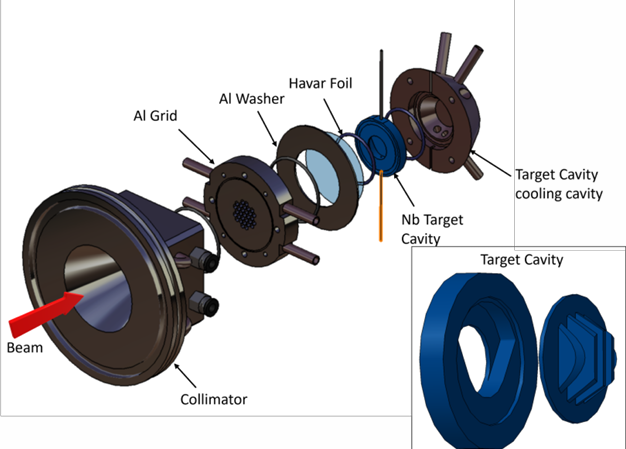 Havar Foil
Al Washer
Al Grid
Target Cavity
cooling cavity
Nb Target
Cavity
Target Cavity
Beam
Collimator